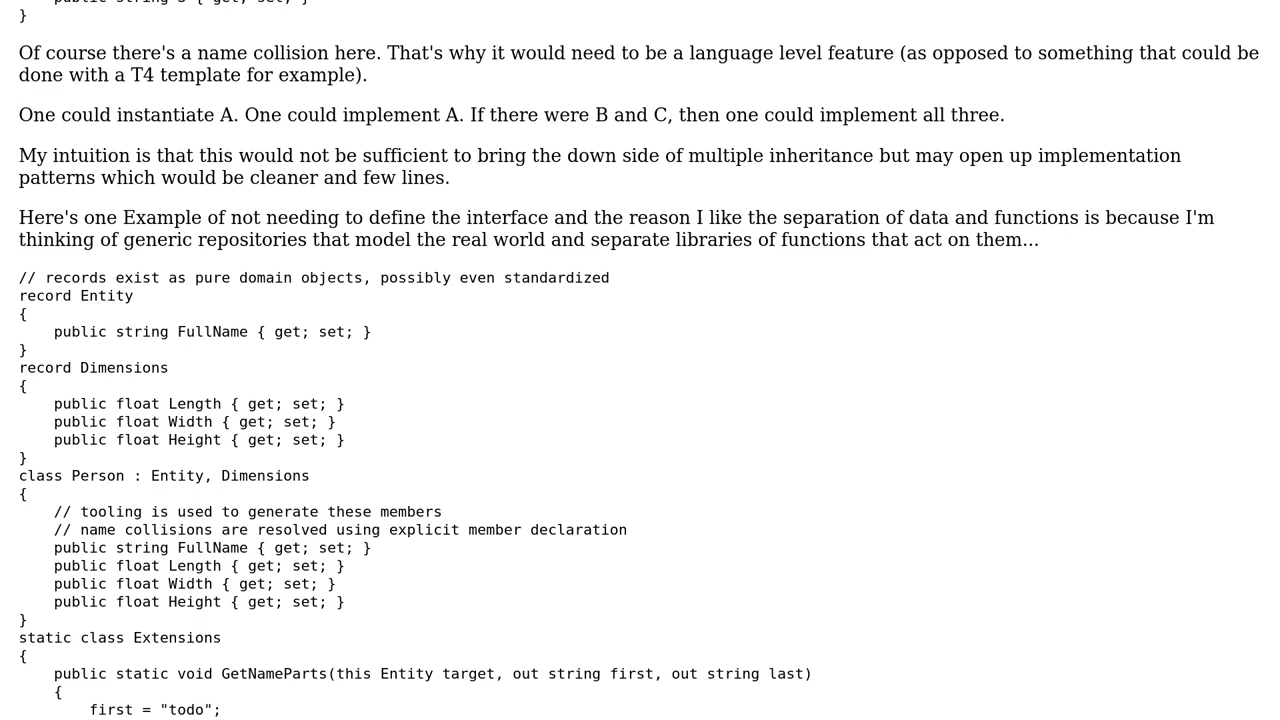 public string S { get; set; }
}
Of course there's a name collision here. That's why it would need to be a language level feature (as opposed to something that could be
done with a T4 template for example).
One could instantiate A. One could implement A. If there were B and C, then one could implement all three.
My intuition is that this would not be sufficient to bring the down side of multiple inheritance but may open up implementation
patterns which would be cleaner and few lines.
Here's one Example of not needing to define the interface and the reason I like the separation of data and functions is because I'm
thinking of generic repositories that model the real world and separate libraries of functions that act on them...
// records exist as pure domain objects, possibly even standardized
record Entity
{
    public string FullName { get; set; }
}
record Dimensions
{
    public float Length { get; set; }
    public float Width { get; set; }
    public float Height { get; set; }
}
class Person : Entity, Dimensions
{
    // tooling is used to generate these members
    // name collisions are resolved using explicit member declaration
    public string FullName { get; set; }
    public float Length { get; set; }
    public float Width { get; set; }
    public float Height { get; set; }
}
static class Extensions
{
    public static void GetNameParts(this Entity target, out string first, out string last)
    {
        first = "todo";